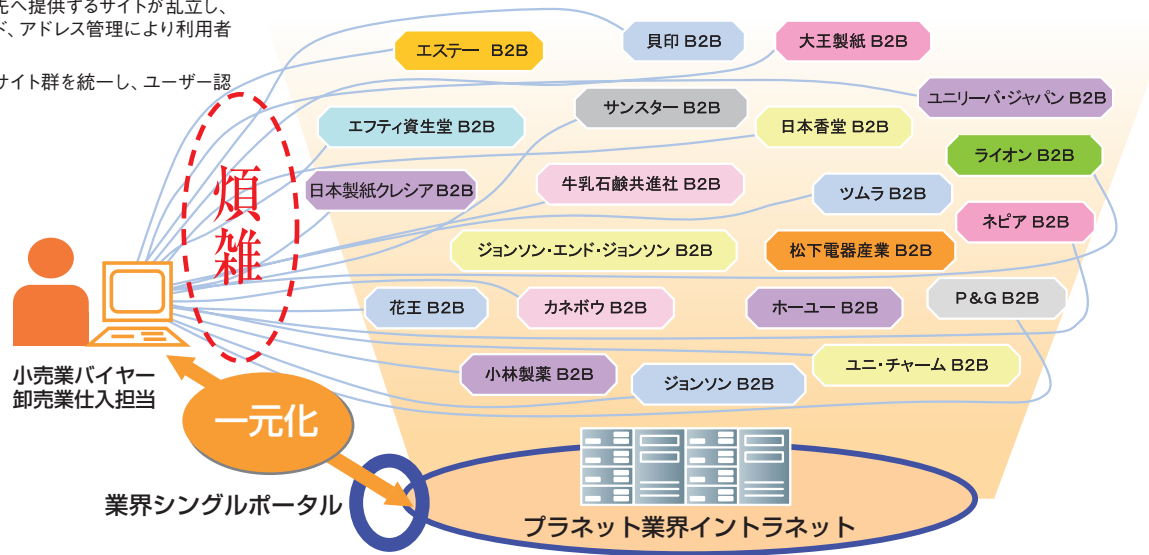 先へ提供するサイトが乱立し、
ド、アドレス管理により利用者
サイト群を統一し、ユーザー認
エステー B2B
貝印 B2B
大王製紙 B2B
ユニリーバ・ジャパン B2B
サンスター B2B
エフティ資生堂 B2B
日本香堂 B2B
ライオン B2B
煩雑
日本製紙クレシア B2B
牛乳石鹸共進社 B2B
ツムラ B2B
ネピア B2B
ジョンソン・エンド・ジョンソン B2B
松下電器産業 B2B
花王 B2B
カネボウ B2B
ホーユー B2B
P&G B2B
小林製薬 B2B
ジョンソン B2B
ユニ・チャーム B2B
小売業バイヤー
卸売業仕入担当
一元化
業界シングルポータル
プラネット業界イントラネット